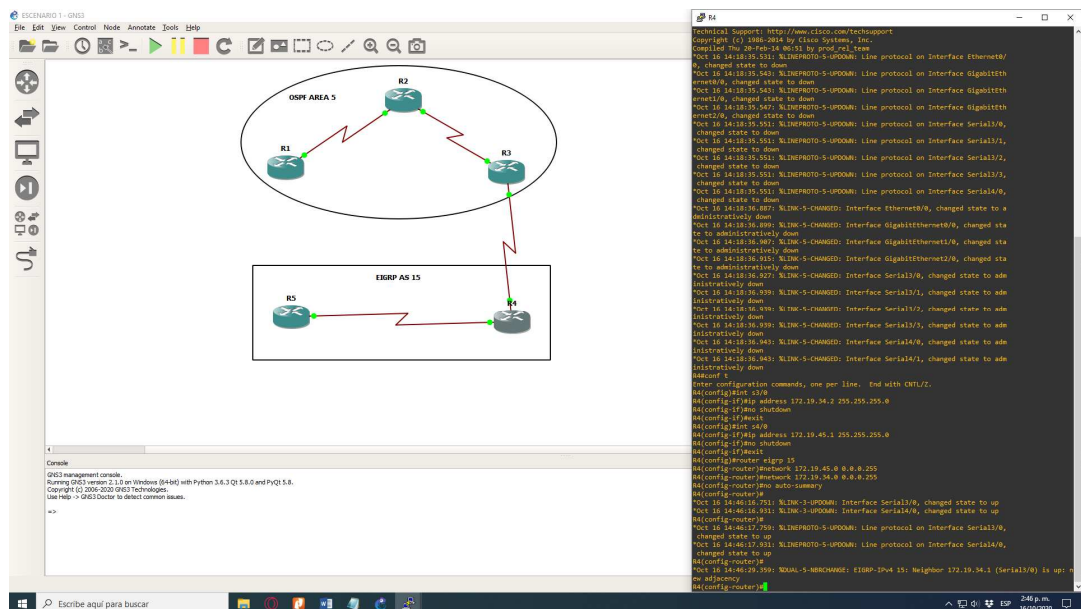 ESCENARIO 1 - GNS3
File Edit View Control Node Annotate Tools Help
OSPF AREA 5
R2
R1
R3
EIGRP AS 15
R5
R4
Console
GNS3 management console.
Running GNS3 version 2.1.0 on Windows (64-bit) with Python 3.6.3 Qt 5.8.0 and PyQt 5.8.
Copyright (c) 2006-2020 GNS3 Technologies.
Use Help -> GNS3 Doctor to detect common issues.
=>
R4
Technical Support: http://www.cisco.com/techsupport
Copyright (c) 1986-2014 by Cisco Systems, Inc.
Compiled Thu 20-Feb-14 06:51 by prod_rel_team
*Oct 16 14:18:35.531: %LINEPROTO-5-UPDOWN: Line protocol on Interface Ethernet0/
0, changed state to down
*Oct 16 14:18:35.543: %LINEPROTO-5-UPDOWN: Line protocol on Interface GigabitEth
ernet0/0, changed state to down
*Oct 16 14:18:35.543: %LINEPROTO-5-UPDOWN: Line protocol on Interface GigabitEth
ernet1/0, changed state to down
*Oct 16 14:18:35.547: %LINEPROTO-5-UPDOWN: Line protocol on Interface GigabitEth
ernet2/0, changed state to down
*Oct 16 14:18:35.551: %LINEPROTO-5-UPDOWN: Line protocol on Interface Serial3/0,
changed state to down
*Oct 16 14:18:35.551: %LINEPROTO-5-UPDOWN: Line protocol on Interface Serial3/1,
changed state to down
*Oct 16 14:18:35.551: %LINEPROTO-5-UPDOWN: Line protocol on Interface Serial3/2,
changed state to down
*Oct 16 14:18:35.551: %LINEPROTO-5-UPDOWN: Line protocol on Interface Serial3/3,
changed state to down
*Oct 16 14:18:35.551: %LINEPROTO-5-UPDOWN: Line protocol on Interface Serial4/0,
changed state to down
*Oct 16 14:18:36.887: %LINK-5-CHANGED: Interface Ethernet0/0, changed state to a
dministratively down
*Oct 16 14:18:36.899: %LINK-5-CHANGED: Interface GigabitEthernet0/0, changed sta
te to administratively down
*Oct 16 14:18:36.907: %LINK-5-CHANGED: Interface GigabitEthernet1/0, changed sta
te to administratively down
*Oct 16 14:18:36.915: %LINK-5-CHANGED: Interface GigabitEthernet2/0, changed sta
te to administratively down
*Oct 16 14:18:36.927: %LINK-5-CHANGED: Interface Serial3/0, changed state to adm
inistratively down
*Oct 16 14:18:36.939: %LINK-5-CHANGED: Interface Serial3/1, changed state to adm
inistratively down
*Oct 16 14:18:36.939: %LINK-5-CHANGED: Interface Serial3/2, changed state to adm
inistratively down
*Oct 16 14:18:36.939: %LINK-5-CHANGED: Interface Serial3/3, changed state to adm
inistratively down
*Oct 16 14:18:36.943: %LINK-5-CHANGED: Interface Serial4/0, changed state to adm
inistratively down
*Oct 16 14:18:36.943: %LINK-5-CHANGED: Interface Serial4/1, changed state to adm
inistratively down
R4#conf t
Enter configuration commands, one per line. End with CNTL/Z.
R4(config)#int s3/0
R4(config-if)#ip address 172.19.34.2 255.255.255.0
R4(config-if)#no shutdown
R4(config-if)#exit
R4(config)#int s4/0
R4(config-if)#ip address 172.19.45.1 255.255.255.0
R4(config-if)#no shutdown
R4(config-if)#exit
R4(config)#router eigrp 15
R4(config-router)#network 172.19.45.0 0.0.0.255
R4(config-router)#network 172.19.34.0 0.0.0.255
R4(config-router)#no auto-summary
R4(config-router)#
*Oct 16 14:46:16.751: %LINK-3-UPDOWN: Interface Serial3/0, changed state to up
*Oct 16 14:46:16.931: %LINK-3-UPDOWN: Interface Serial4/0, changed state to up
R4(config-router)#
*Oct 16 14:46:17.759: %LINEPROTO-5-UPDOWN: Line protocol on Interface Serial3/0,
changed state to up
*Oct 16 14:46:17.931: %LINEPROTO-5-UPDOWN: Line protocol on Interface Serial4/0,
changed state to up
R4(config-router)#
*Oct 16 14:46:29.359: %DUAL-5-NBRCHANGE: EIGRP-IPv4 15: Neighbor 172.19.34.1 (Serial3/0) is up: n
ew adjacency
R4(config-router)#
Escribe aquí para buscar
ESP
2:46 p. m.
16/10/2020